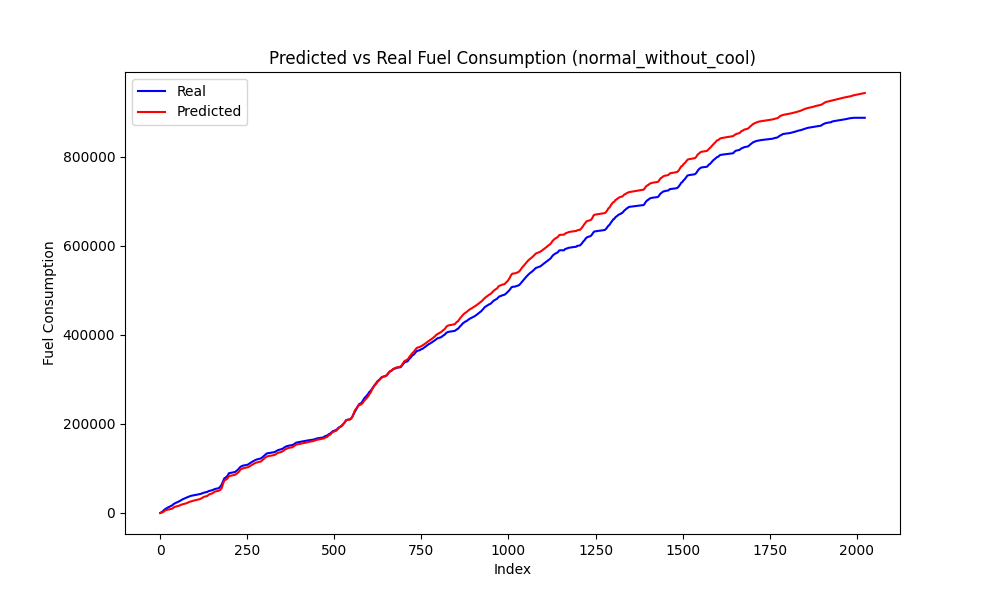 Predicted vs Real Fuel Consumption (normal_without_cool)
Real
Predicted
Fuel Consumption
800000
600000
400000
200000
0
0 250 500 750 1000 1250 1500 1750 2000
Index